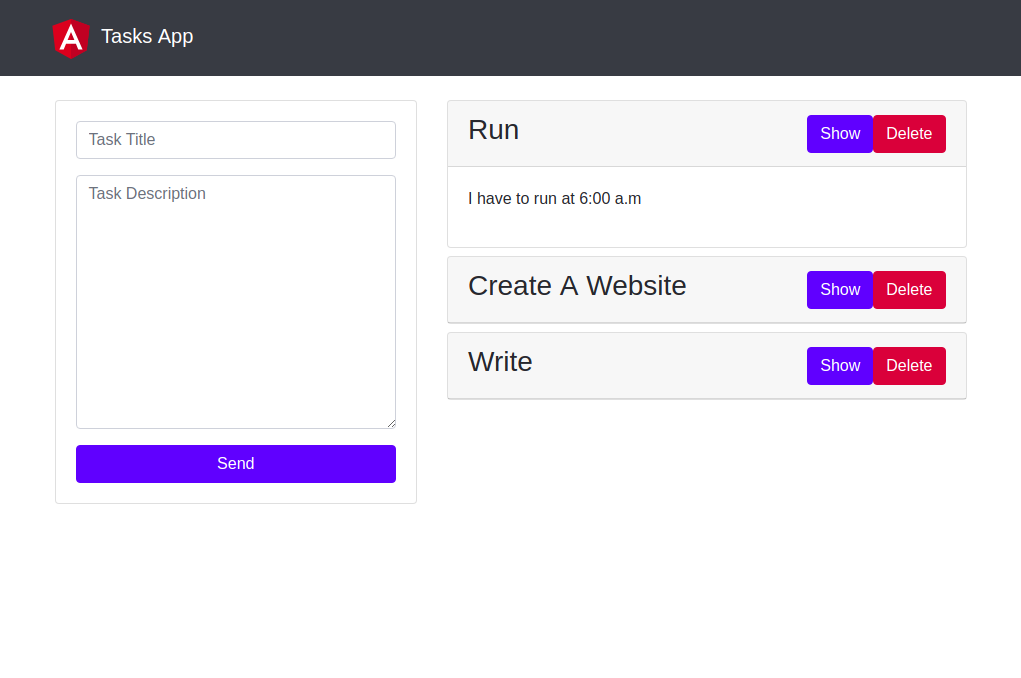 Tasks App
Task Title
Task Description
Send
Run
Show Delete
I have to run at 6:00 a.m
Create A Website
Show Delete
Write
Show Delete